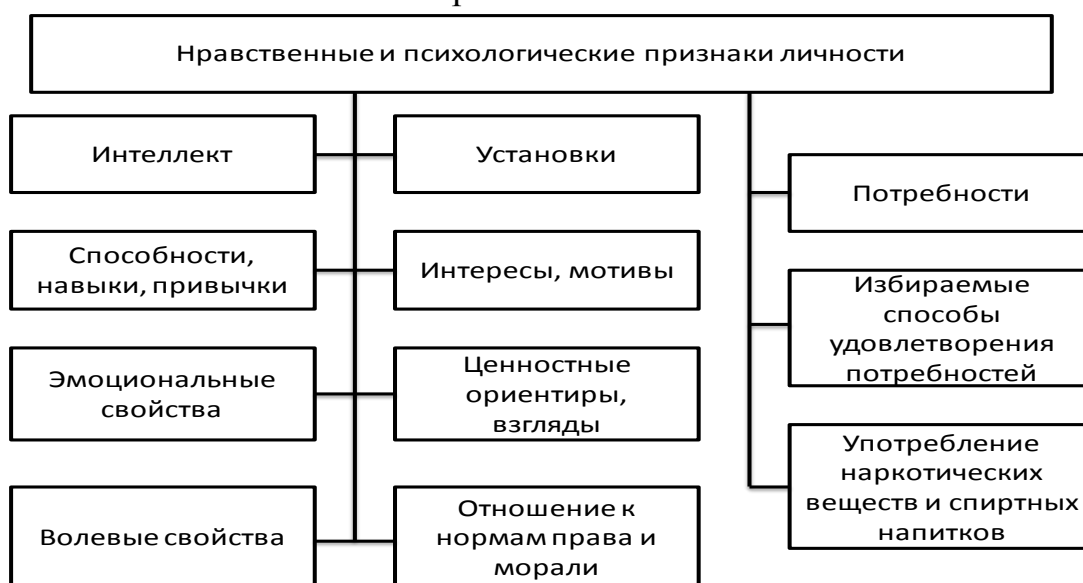 Нравственные и психологические признаки личности
Интеллект
Установки
Потребности
Способности,
навыки, привычки
Интересы, мотивы
Избираемые
способы
удовлетворения
потребностей
Эмоциональные
свойства
Ценностные
ориентиры,
взгляды
Употребление
наркотических
веществ и спиртных
напитков
Волевые свойства
Отношение к
нормам права и
морали